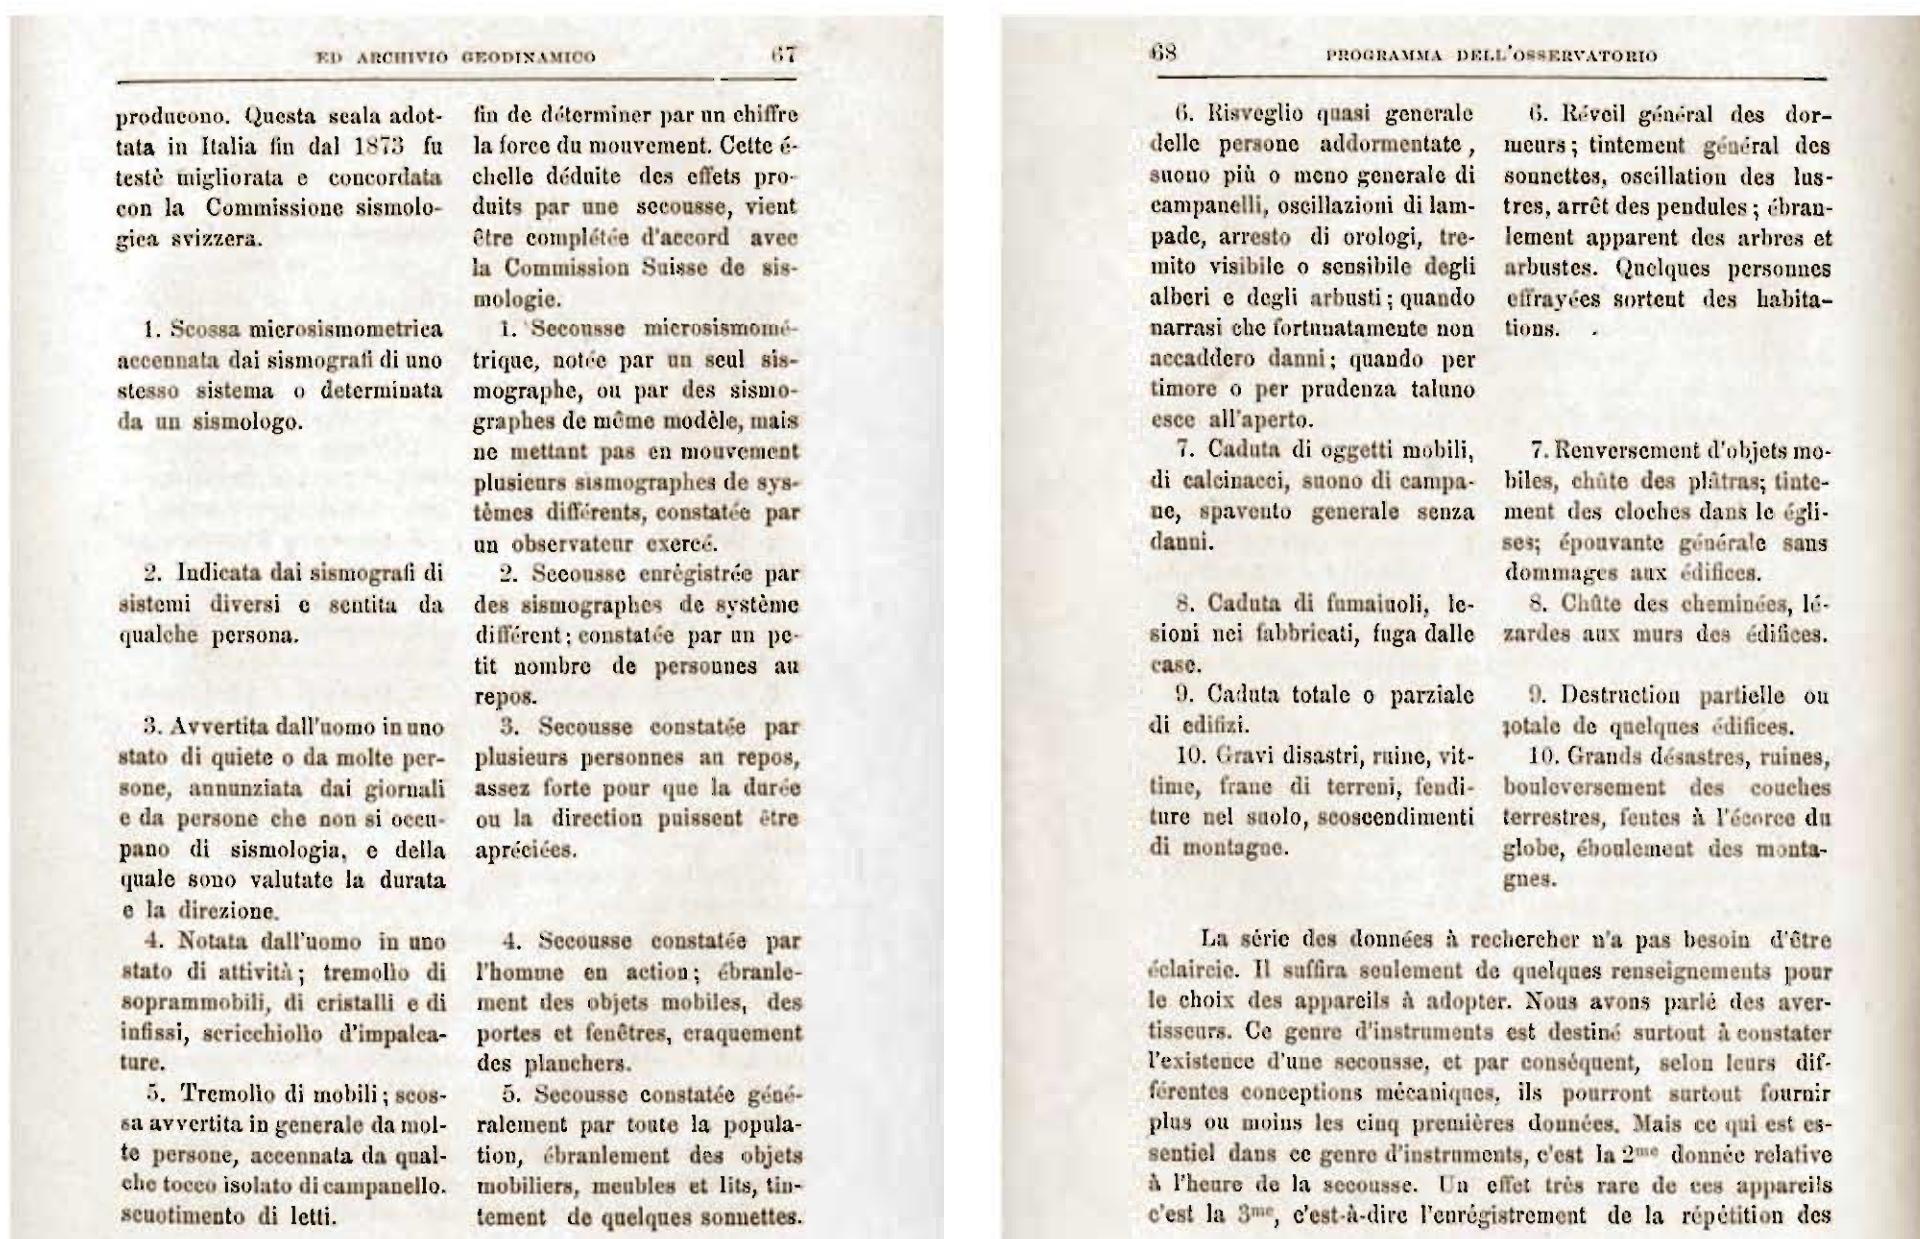 ED ARCHIVIO GEODINAMICO 67
producono. Questa scala adot-
tata in Italia fin dal 1873 fu
testè migliorata e concordata
con la Commissione sismolo-
gica svizzera.
1. Scossa microsismometrica
accennata dai sismografi di uno
stesso sistema o determinata
da un sismologo.
2. Indicata dai sismografi di
sistemi diversi e sentita da
qualche persona.
3. Avvertita dall'uomo in uno
stato di quiete o da molte per-
sone, annunziata dai giornali
e da persone che non si occu-
pano di sismologia, e della
quale sono valutate la durata
e la direzione.
4. Notata dall'uomo in uno
stato di attività; tremolio di
soprammobili, di cristalli e di
infissi, scricchiolio d'impalca-
ture.
5. Tremolio di mobili; scos-
sa avvertita in generale da mol-
te persone, accennata da qual-
che tocco isolato di campanello.
scuotimento di letti.
fin de déterminer par un chiffre
la force du mouvement. Cette é-
chelle déduite des effets pro-
duits par une secousse, vient
être complétée d'accord avec
la Commission Suisse de sis-
mologie.
1. Secousse microsismomé-
trique, notée par un seul sis-
mographe, ou par des sismo-
graphes de même modèle, mais
ne mettant pas en mouvement
plusieurs sismographes de sys-
tèmes différents, constatée par
un observateur exercé.
2. Secousse enrégistrée par
des sismographes de système
différent; constatée par un pe-
tit nombre de personnes au
repos.
3. Secousse constatée par
plusieurs personnes au repos,
assez forte pour que la durée
ou la direction puissent être
apréciées.
4. Secousse constatée par
l'homme en action; ébranle-
ment des objets mobiles, des
portes et fenêtres, craquement
des planchers.
5. Secousse constatée géné-
ralement par toute la popula-
tion, ébranlement des objets
mobiliers, meubles et lits, tin-
tement de quelques sonnettes.
68 PROGRAMMA DELL'OSSERVATORIO
6. Risveglio quasi generale
delle persone addormentate,
suono più o meno generale di
campanelli, oscillazioni di lam-
pade, arresto di orologi, tre-
mito visibile o sensibile degli
alberi e degli arbusti; quando
narrasi che fortunatamente non
accaddero danni; quando per
timore o per prudenza taluno
esce all'aperto.
7. Caduta di oggetti mobili,
di calcinacci, suono di campa-
ne, spavento generale senza
danni.
8. Caduta di fumaiuoli, le-
sioni nei fabbricati, fuga dalle
case.
9. Caduta totale o parziale
di edifizi.
10. Gravi disastri, ruine, vit-
time, frane di terreni, fendi-
ture nel suolo, scoscendimenti
di montagne.
6. Réveil général des dor-
meurs; tintement général des
sonnettes, oscillation des lus-
tres, arrêt des pendules; ébran-
lement apparent des arbres et
arbustes. Quelques personnes
effrayées sortent des habita-
tions.
7. Renversement d'objets mo-
biles, chûte des plâtras; tinte-
ment des cloches dans le égli-
ses; épouvante générale sans
dommages aux édifices.
8. Chûte des cheminées, lé-
zardes aux murs des édifices.
9. Destruction partielle ou
totale de quelques édifices.
10. Grands désastres, ruines,
bouleversement des couches
terrestres, fentes à l'écorce du
globe, éboulement des monta-
gnes.
La série des données à rechercher n'a pas besoin d'être
éclaircie. Il suffira seulement de quelques renseignements pour
le choix des appareils à adopter. Nous avons parlé des aver-
tisseurs. Ce genre d'instruments est destiné surtout à constater
l'existence d'une secousse, et par conséquent, selon leurs dif-
férentes conceptions mécaniques, ils pourront surtout fournir
plus ou moins les cinq premières données. Mais ce qui est es-
sentiel dans ce genre d'instruments, c'est la 2me donnée relative
à l'heure de la secousse. Un effet très rare de ces appareils
c'est la 3me, c'est-à-dire l'enrégistrement de la répétition des